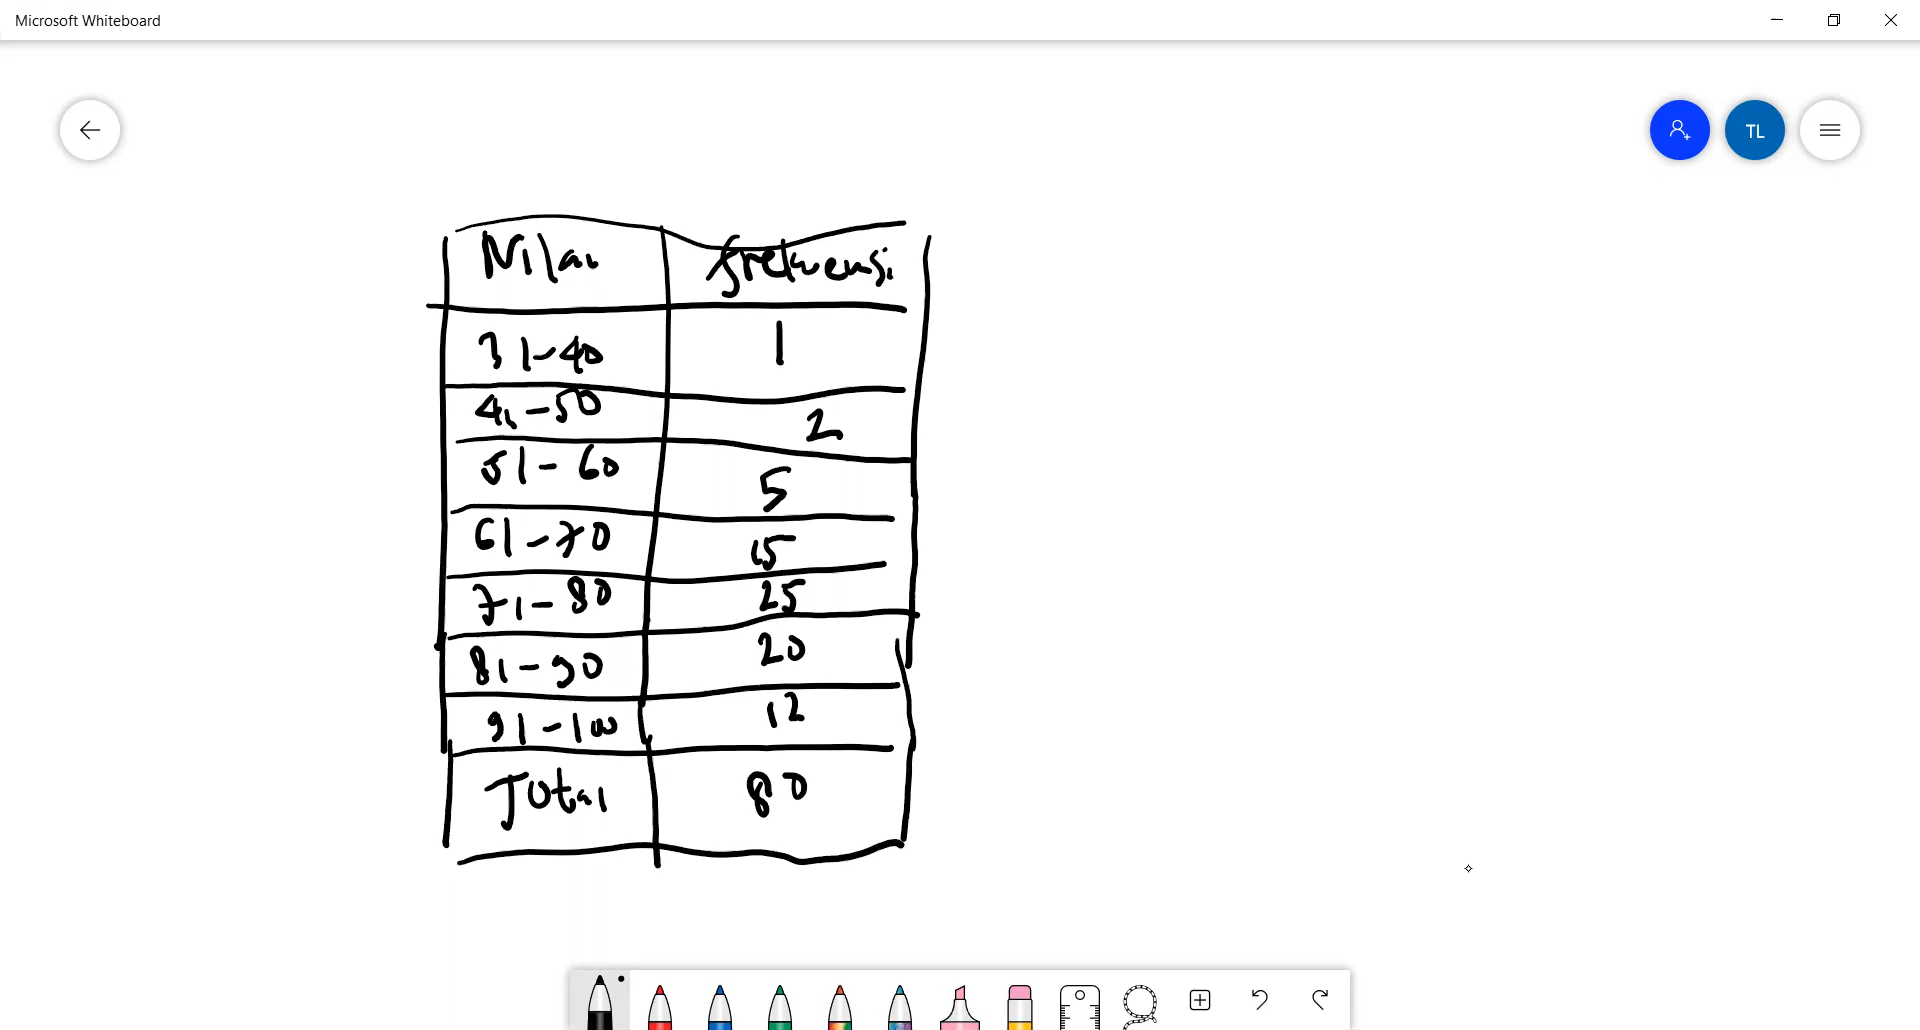 Microsoft Whiteboard
TL
Nilai frekuensi
31-40 1
41-50 2
51-60 5
61-70 15
71-80 25
81-90 20
91-100 12
Total 80